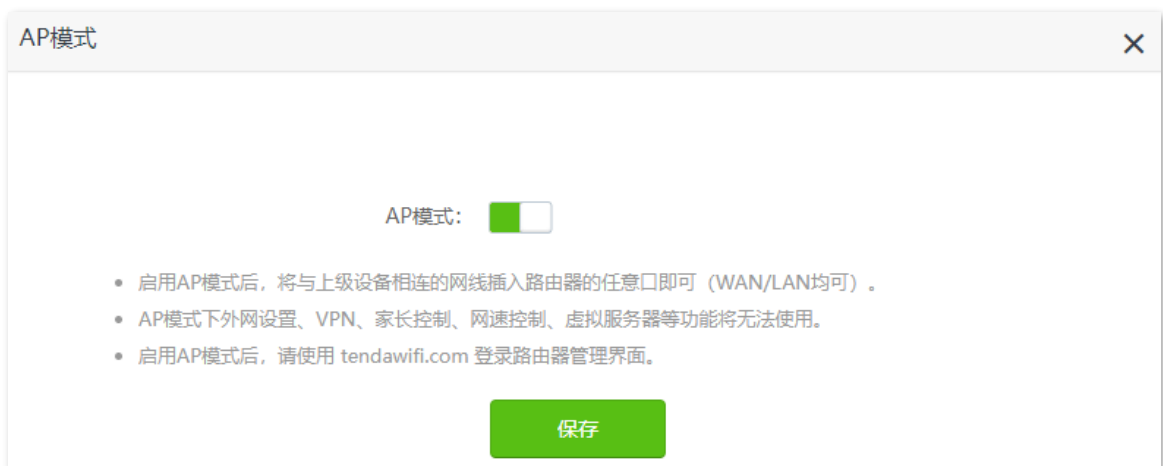 AP模式
AP模式：
启用AP模式后，将与上级设备相连的网线插入路由器的任意口即可（WAN/LAN均可）。
AP模式下外网设置、VPN、家长控制、网速控制、虚拟服务器等功能将无法使用。
启用AP模式后，请使用 tendawifi.com 登录路由器管理界面。
保存